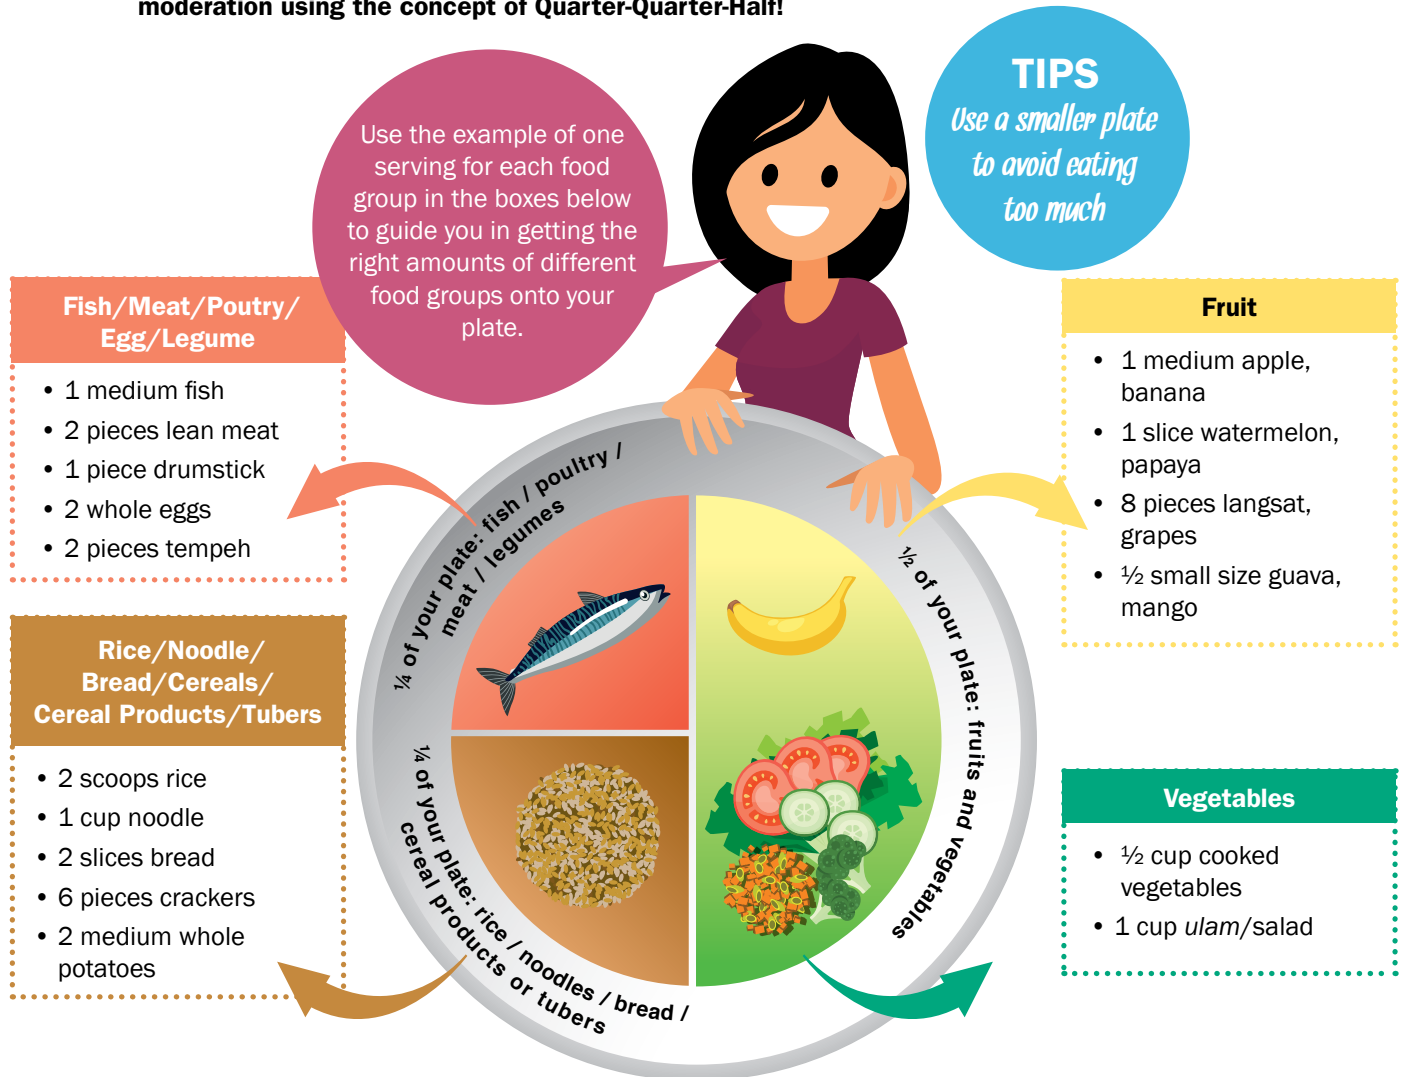 moderation using the concept of Quarter-Quarter-Half!
Use the example of one
serving for each food
group in the boxes below
to guide you in getting the
right amounts of different
food groups onto your
plate.
TIPS
Use a smaller plate
to avoid eating
too much
Fish/Meat/Poutry/
Egg/Legume
• 1 medium fish
• 2 pieces lean meat
• 1 piece drumstick
• 2 whole eggs
• 2 pieces tempeh
Rice/Noodle/
Bread/Cereals/
Cereal Products/Tubers
• 2 scoops rice
• 1 cup noodle
• 2 slices bread
• 6 pieces crackers
• 2 medium whole
potatoes
¼ of your plate: fish / poultry /
meat / legumes
¼ of your plate: rice / noodles / bread /
cereal products or tubers
½ of your plate: fruits and vegetables
Fruit
• 1 medium apple,
banana
• 1 slice watermelon,
papaya
• 8 pieces langsat,
grapes
• ½ small size guava,
mango
Vegetables
• ½ cup cooked
vegetables
• 1 cup ulam/salad